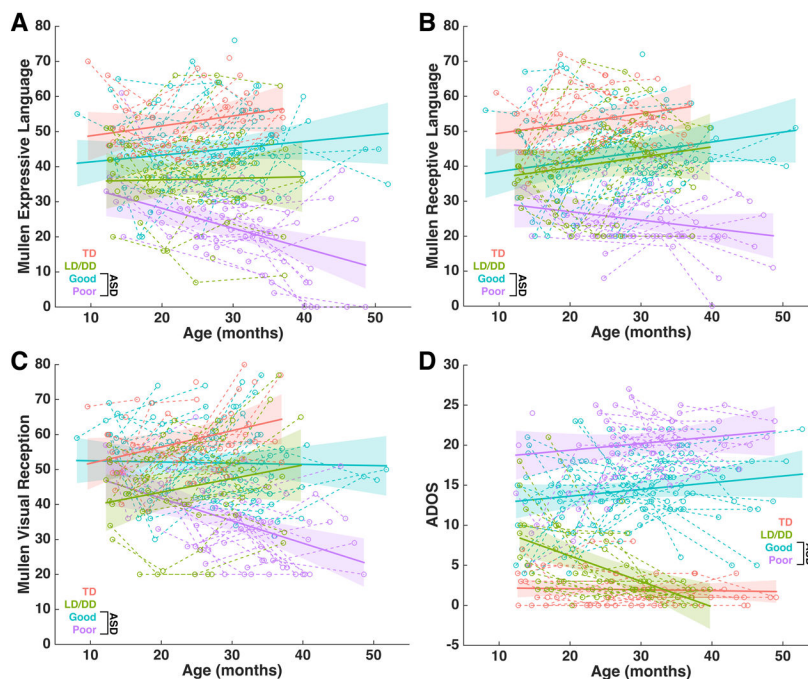 A
Mullen Expressive Language
80
70
60
50
40
30
20
10
0
TD
LD/DD
Good
Poor
ASD
10 20 30 40 50
Age (months)
B
Mullen Receptive Language
80
70
60
50
40
30
20
10
0
TD
LD/DD
Good
Poor
ASD
10 20 30 40 50
Age (months)
C
Mullen Visual Reception
80
70
60
50
40
30
20
10
0
TD
LD/DD
Good
Poor
ASD
10 20 30 40 50
Age (months)
D
ADOS
30
25
20
15
10
5
0
-5
TD
LD/DD
Good
Poor
10 20 30 40 50
Age (months)